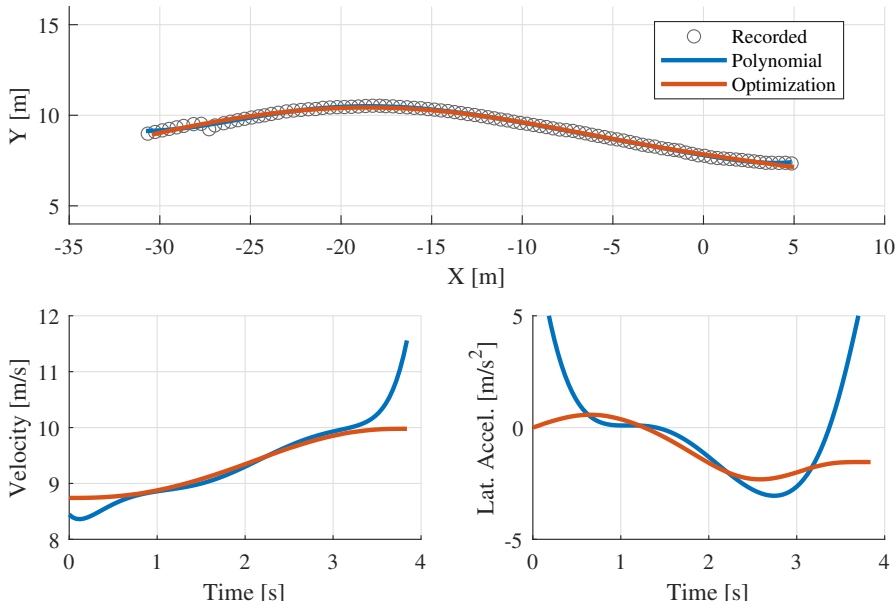 15
10
5
Y [m]
Recorded
Polynomial
Optimization
-35 -30 -25 -20 -15 -10 -5 0 5 10
X [m]
12
11
10
9
8
Velocity [m/s]
0 1 2 3 4
Time [s]
5
0
-5
Lat. Accel. [m/s²]
0 1 2 3 4
Time [s]